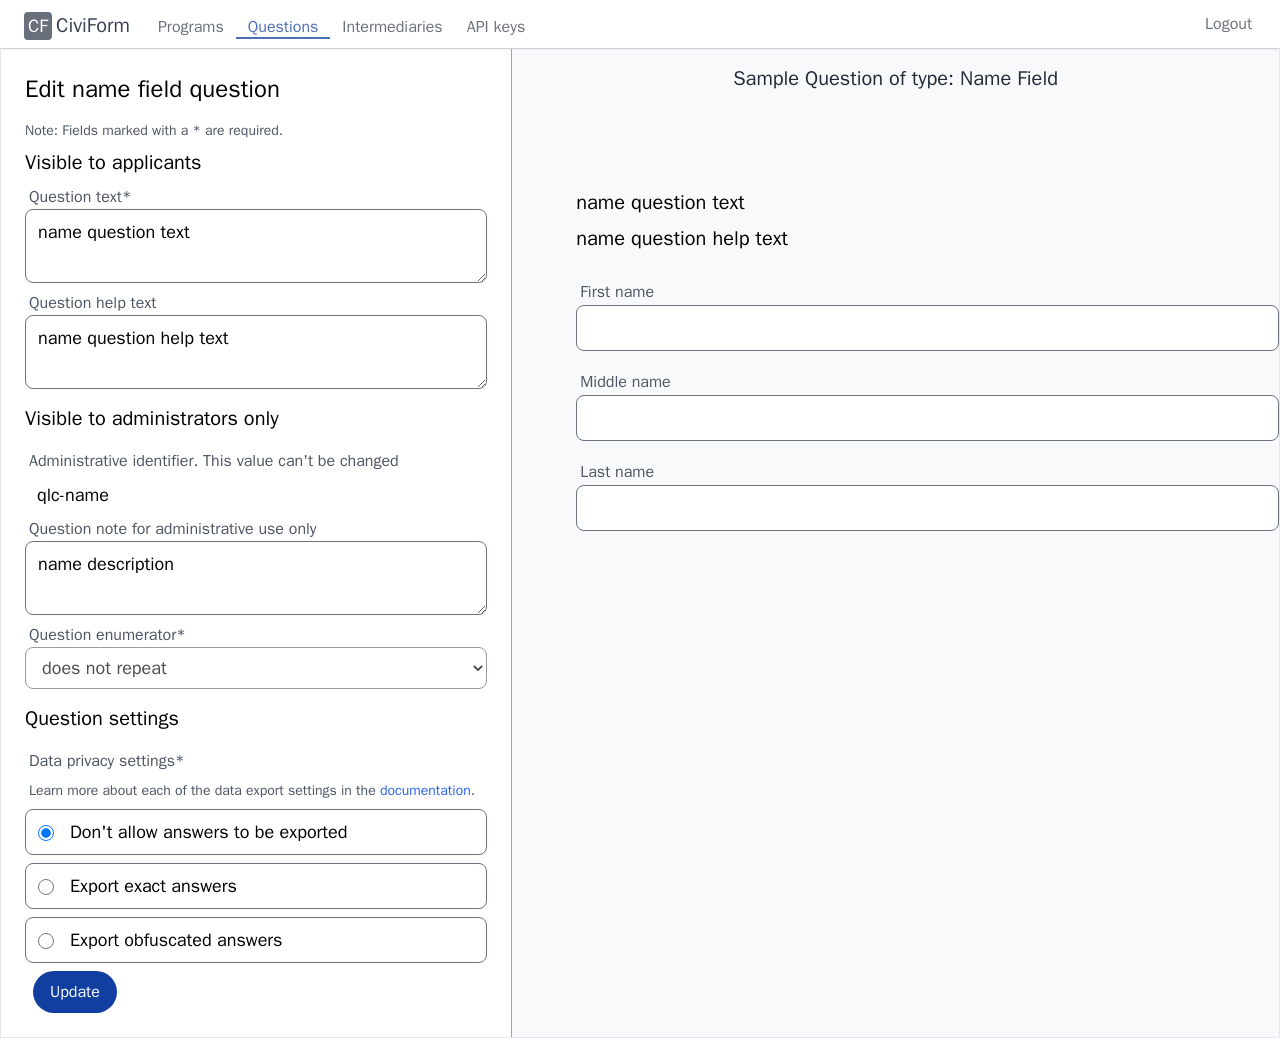 CF CiviForm Programs Questions Intermediaries API keys Logout
Edit name field question
Note: Fields marked with a * are required.
Visible to applicants
Question text*
name question text
Question help text
name question help text
Visible to administrators only
Administrative identifier. This value can't be changed
qlc-name
Question note for administrative use only
name description
Question enumerator*
does not repeat
Question settings
Data privacy settings*
Learn more about each of the data export settings in the documentation.
Don't allow answers to be exported
Export exact answers
Export obfuscated answers
Update
Sample Question of type: Name Field
name question text
name question help text
First name
Middle name
Last name